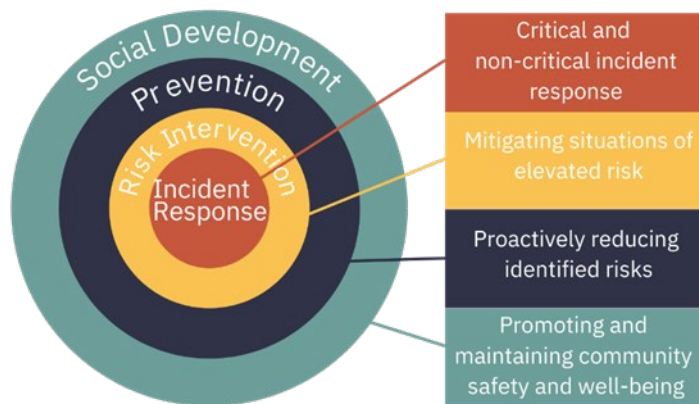 Social Development
Prevention
Risk Intervention
Incident
Response
Critical and
non-critical incident
response
Mitigating situations of
elevated risk
Proactively reducing
identified risks
Promoting and
maintaining community
safety and well-being